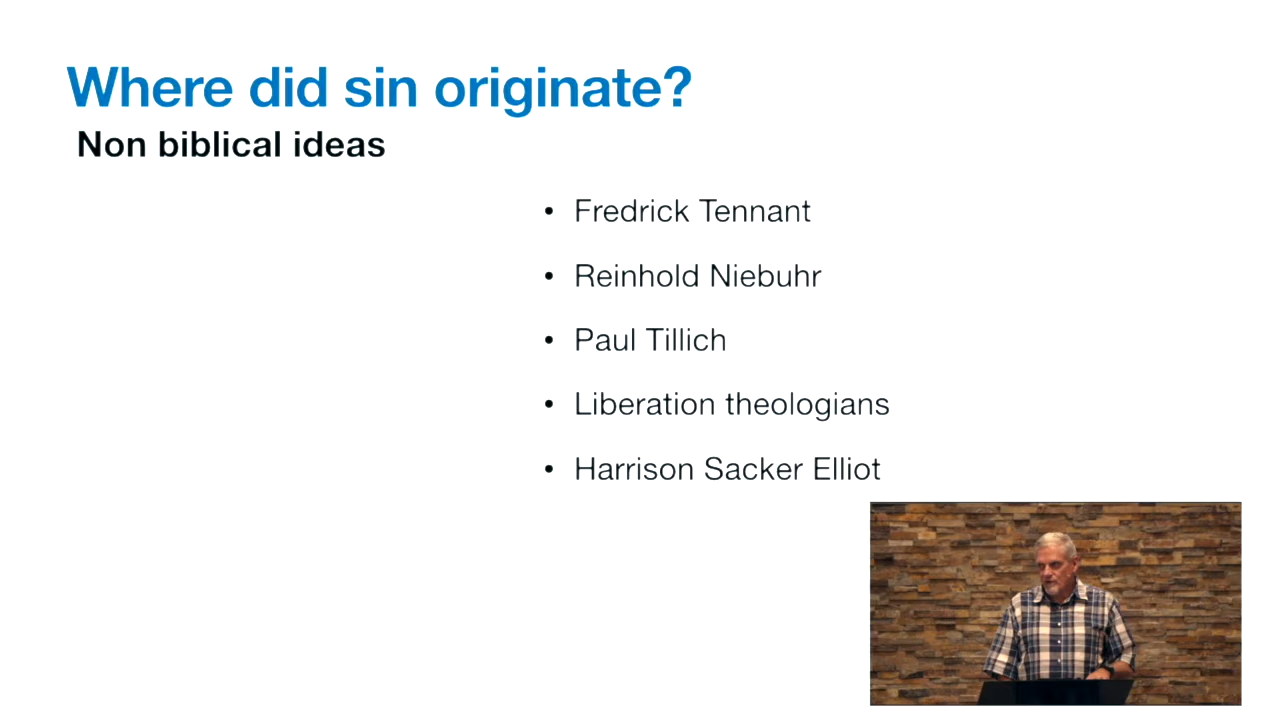 Where did sin originate?
Non biblical ideas
• Fredrick Tennant
• Reinhold Niebuhr
• Paul Tillich
• Liberation theologians
• Harrison Sacker Elliot